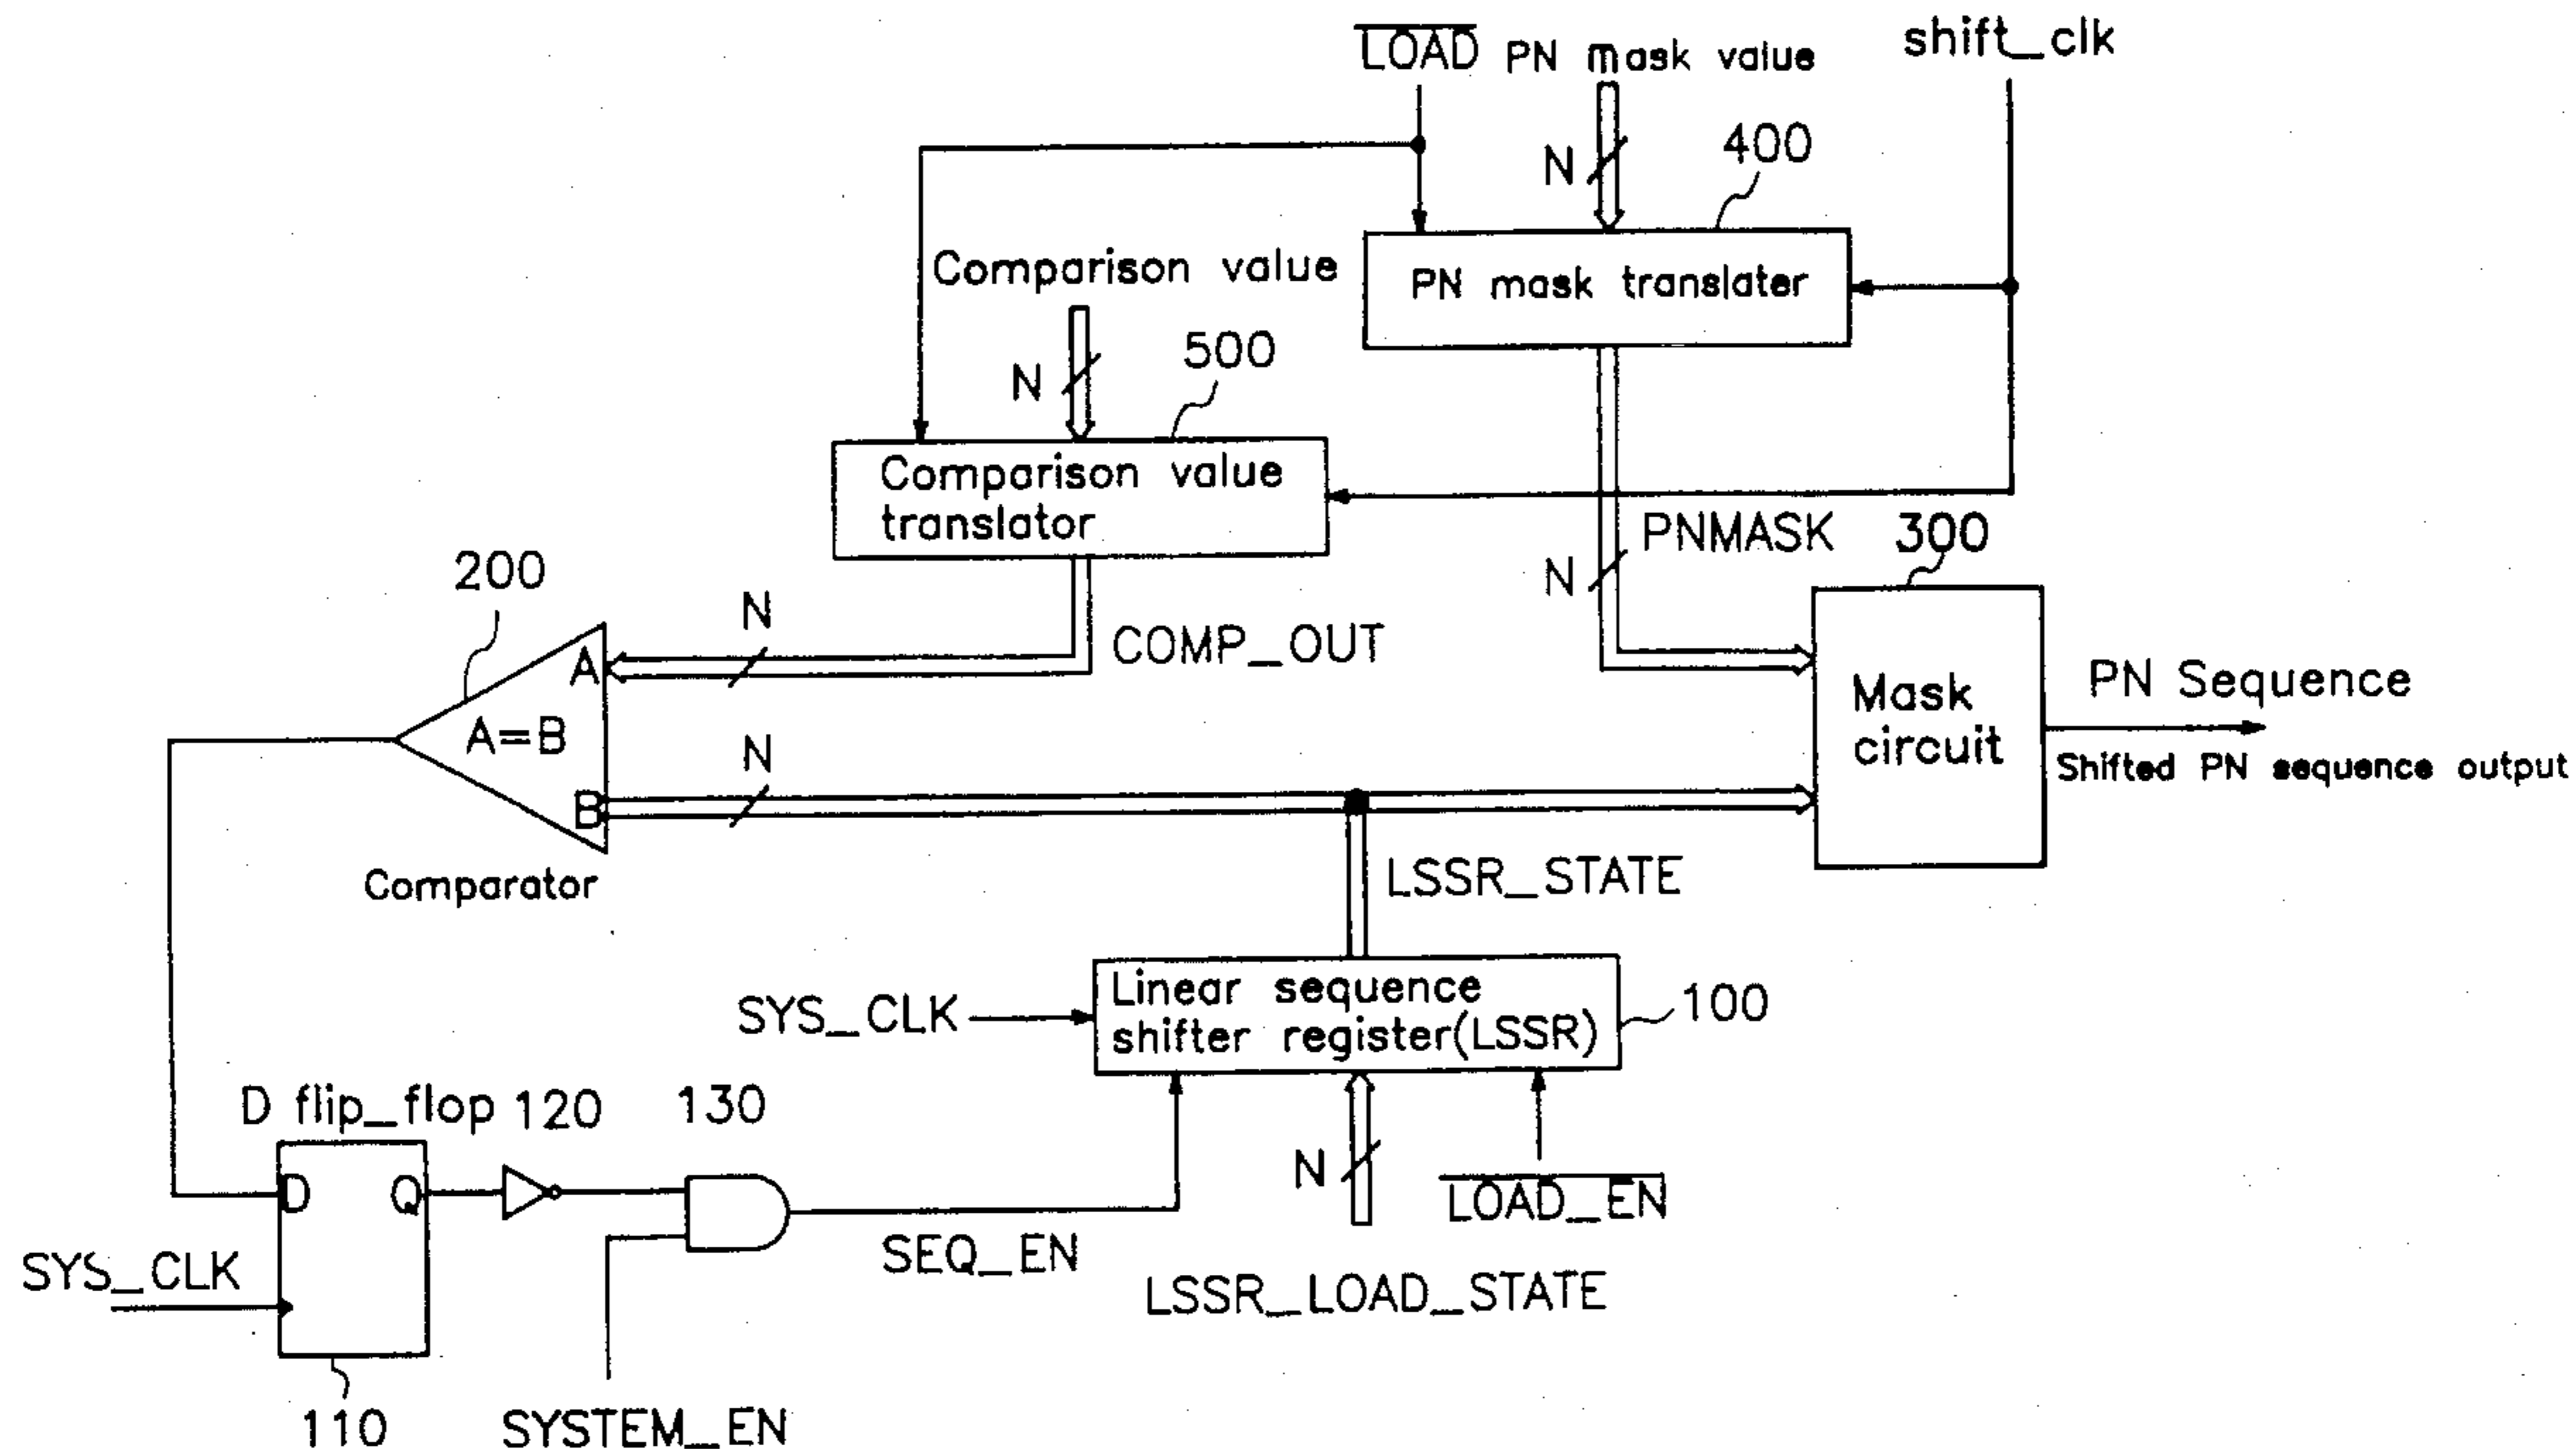 LOAD
PN mask value
shift_clk
N
400
PN mask translater
Comparison value
N
500
Comparison value
translator
PNMASK
300
N
200
N
COMP_OUT
A
A=B
B
N
Mask
circuit
PN Sequence
Shifted PN sequence output
Comparator
LSSR_STATE
SYS_CLK
Linear sequence
shifter register(LSSR)
100
D flip_flop
120
130
D
Q
N
LOAD_EN
SEQ_EN
SYS_CLK
LSSR_LOAD_STATE
110
SYSTEM_EN